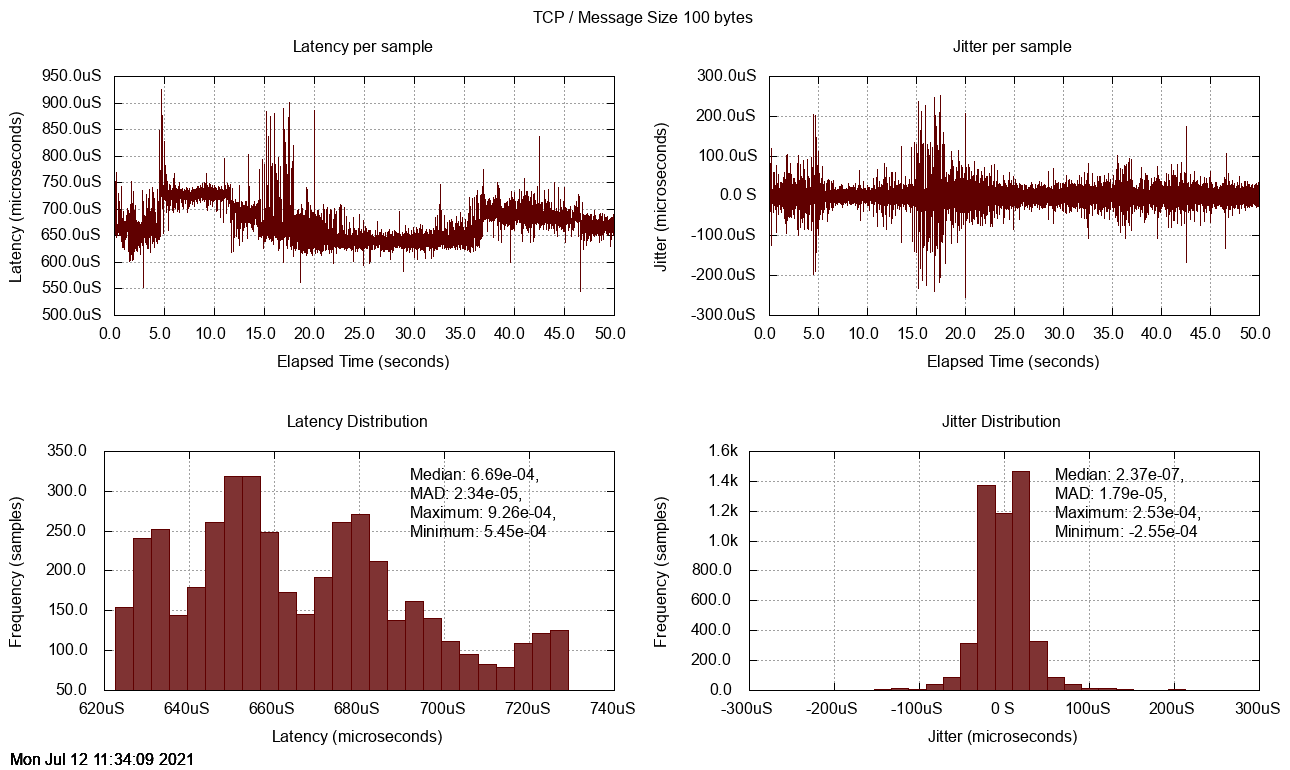 TCP / Message Size 100 bytes
Latency per sample
950.0uS
900.0uS
850.0uS
800.0uS
750.0uS
700.0uS
650.0uS
600.0uS
550.0uS
500.0uS
Latency (microseconds)
0.0 5.0 10.0 15.0 20.0 25.0 30.0 35.0 40.0 45.0 50.0
Elapsed Time (seconds)
Jitter per sample
300.0uS
200.0uS
100.0uS
0.0 S
-100.0uS
-200.0uS
-300.0uS
Jitter (microseconds)
0.0 5.0 10.0 15.0 20.0 25.0 30.0 35.0 40.0 45.0 50.0
Elapsed Time (seconds)
Latency Distribution
350.0
300.0
250.0
200.0
150.0
100.0
50.0
Frequency (samples)
Median: 6.69e-04,
MAD: 2.34e-05,
Maximum: 9.26e-04,
Minimum: 5.45e-04
620uS 640uS 660uS 680uS 700uS 720uS 740uS
Latency (microseconds)
Jitter Distribution
1.6k
1.4k
1.2k
1.0k
800.0
600.0
400.0
200.0
0.0
Frequency (samples)
Median: 2.37e-07,
MAD: 1.79e-05,
Maximum: 2.53e-04,
Minimum: -2.55e-04
-300uS -200uS -100uS 0 S 100uS 200uS 300uS
Jitter (microseconds)
Mon Jul 12 11:34:09 2021